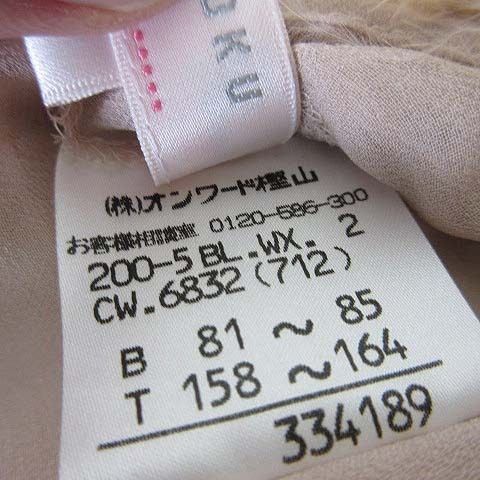 OKU
(株)オンワード樫山
お客様相談室 0120-586-300
200-5 BL.WX. 2
CW.6832(712)
B 81 ~ 85
T 158 ~164
334189